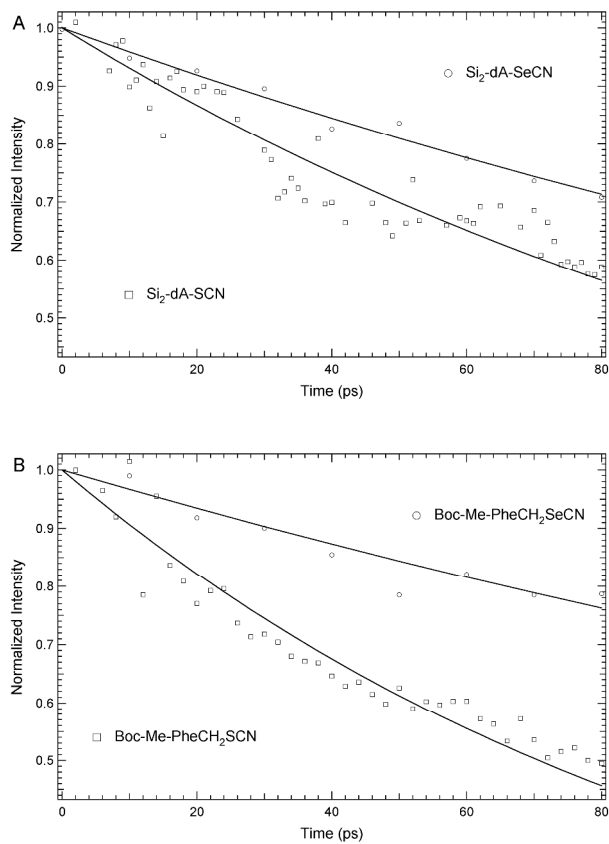 A
1.0
0.9
0.8
0.7
0.6
0.5
Normalized Intensity
Si₂-dA-SeCN
Si₂-dA-SCN
0 20 40 60 80
Time (ps)
B
1.0
0.9
0.8
0.7
0.6
0.5
Normalized Intensity
Boc-Me-PheCH₂SeCN
Boc-Me-PheCH₂SCN
0 20 40 60 80
Time (ps)